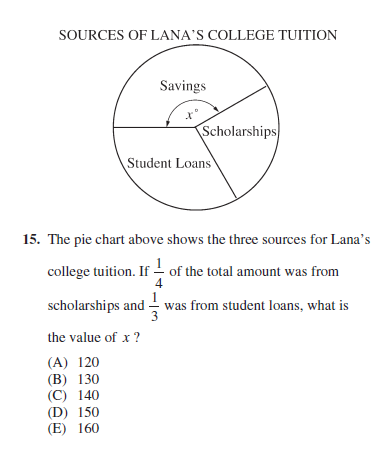 SOURCES OF LANA'S COLLEGE TUITION
Savings
x°
Scholarships
Student Loans
15. The pie chart above shows the three sources for Lana's
college tuition. If 1/4 of the total amount was from
scholarships and 1/3 was from student loans, what is
the value of x ?
(A) 120
(B) 130
(C) 140
(D) 150
(E) 160